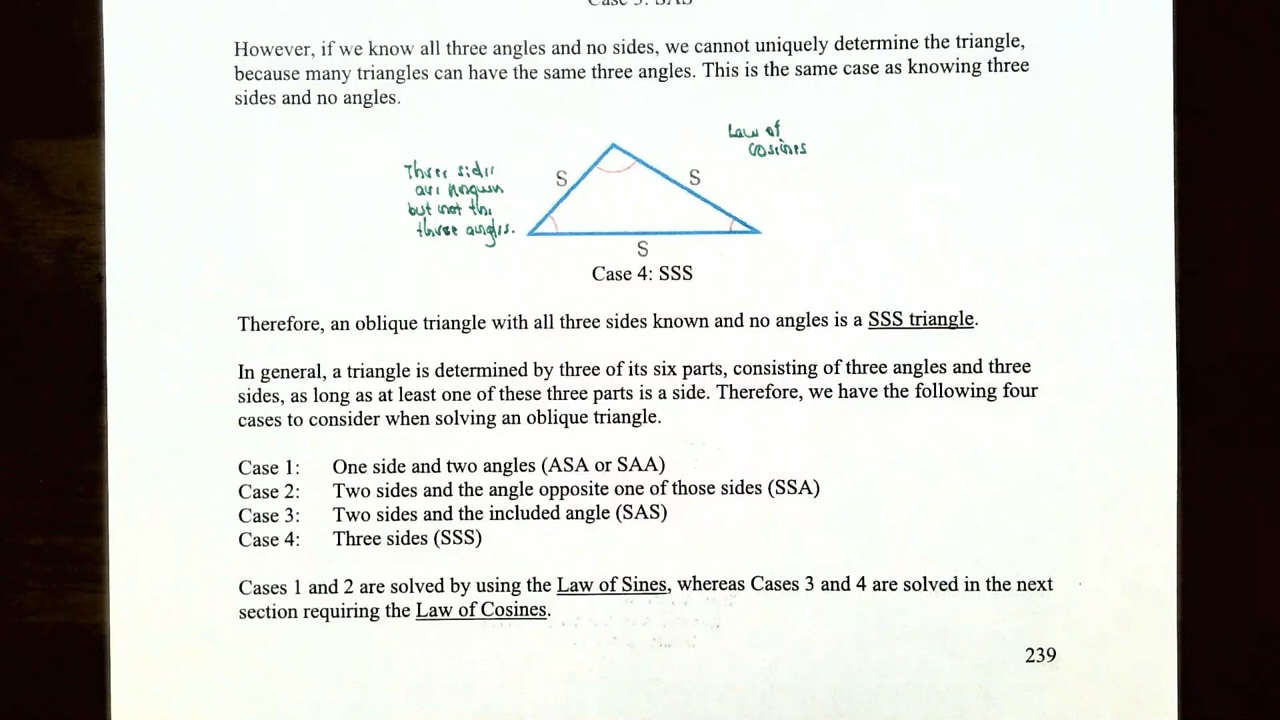 Case 3: SAS
However, if we know all three angles and no sides, we cannot uniquely determine the triangle,
because many triangles can have the same three angles. This is the same case as knowing three
sides and no angles.
Law of
cosines
Three sides
are known
but not the
three angles.
S
S
S
Case 4: SSS
Therefore, an oblique triangle with all three sides known and no angles is a SSS triangle.
In general, a triangle is determined by three of its six parts, consisting of three angles and three
sides, as long as at least one of these three parts is a side. Therefore, we have the following four
cases to consider when solving an oblique triangle.
Case 1: One side and two angles (ASA or SAA)
Case 2: Two sides and the angle opposite one of those sides (SSA)
Case 3: Two sides and the included angle (SAS)
Case 4: Three sides (SSS)
Cases 1 and 2 are solved by using the Law of Sines, whereas Cases 3 and 4 are solved in the next
section requiring the Law of Cosines.
239